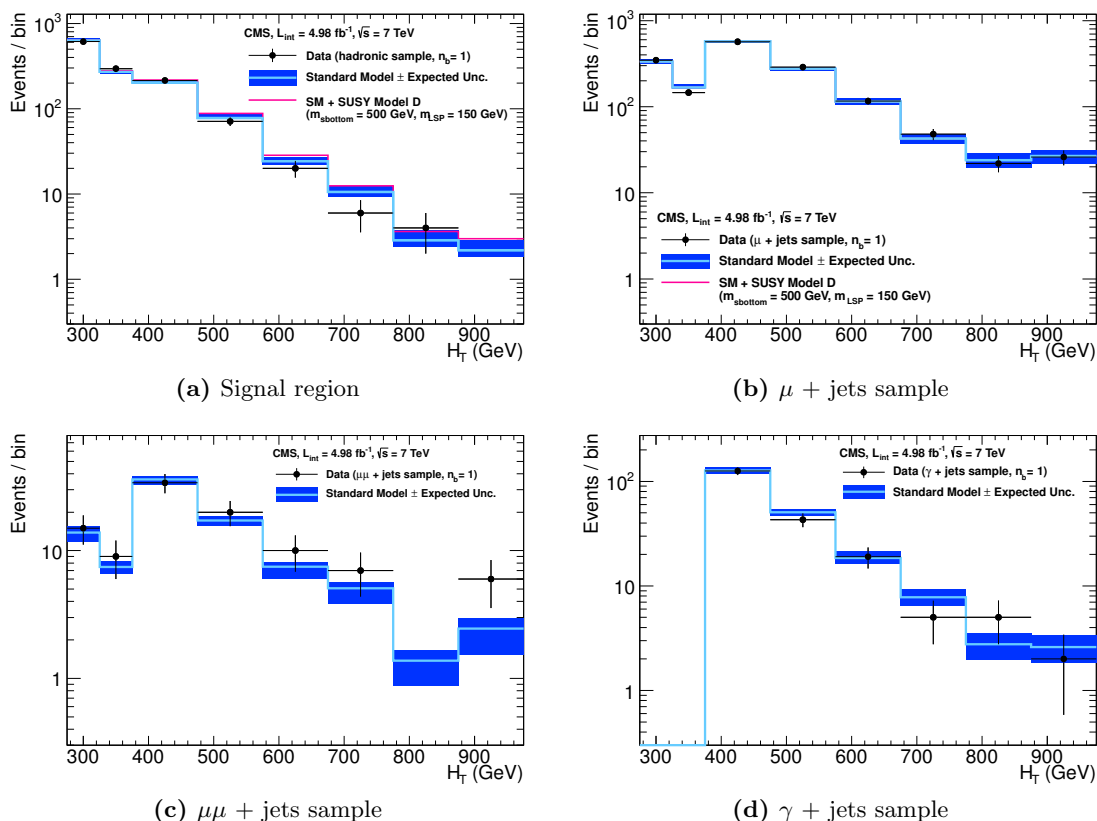 Events / bin
10³
10²
10
1
CMS, L_int = 4.98 fb⁻¹, √s = 7 TeV
Data (hadronic sample, n_b = 1)
Standard Model ± Expected Unc.
SM + SUSY Model D
(m_sbottom = 500 GeV, m_LSP = 150 GeV)
300 400 500 600 700 800 900
H_T (GeV)
(a) Signal region
Events / bin
10³
10²
10
1
CMS, L_int = 4.98 fb⁻¹, √s = 7 TeV
Data (μ + jets sample, n_b = 1)
Standard Model ± Expected Unc.
SM + SUSY Model D
(m_sbottom = 500 GeV, m_LSP = 150 GeV)
300 400 500 600 700 800 900
H_T (GeV)
(b) μ + jets sample
Events / bin
10
1
CMS, L_int = 4.98 fb⁻¹, √s = 7 TeV
Data (μμ + jets sample, n_b = 1)
Standard Model ± Expected Unc.
300 400 500 600 700 800 900
H_T (GeV)
(c) μμ + jets sample
Events / bin
10²
10
1
CMS, L_int = 4.98 fb⁻¹, √s = 7 TeV
Data (γ + jets sample, n_b = 1)
Standard Model ± Expected Unc.
300 400 500 600 700 800 900
H_T (GeV)
(d) γ + jets sample